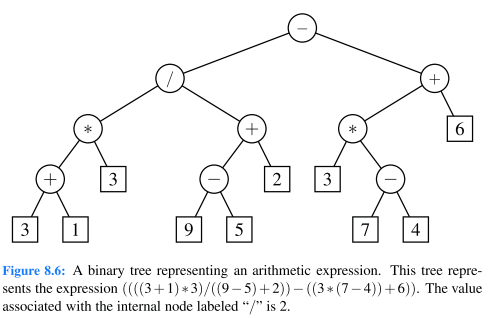 −
/ +
∗ + ∗ 6
+ 3 − 2 3 −
3 1 9 5 7 4
Figure 8.6: A binary tree representing an arithmetic expression. This tree repre-
sents the expression ((((3+1)∗3)/((9−5)+2))−((3∗(7−4))+6)). The value
associated with the internal node labeled “/” is 2.